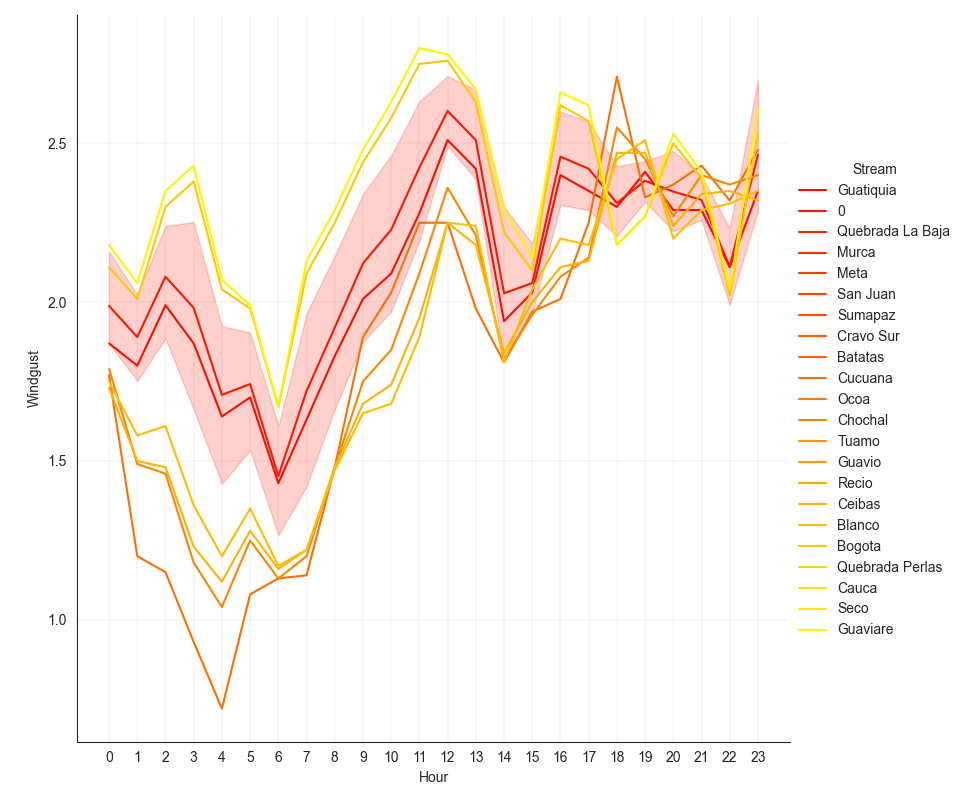 Windgust
2.5
2.0
1.5
1.0
0 1 2 3 4 5 6 7 8 9 10 11 12 13 14 15 16 17 18 19 20 21 22 23
Hour
Stream
Guatiquia
0
Quebrada La Baja
Murca
Meta
San Juan
Sumapaz
Cravo Sur
Batatas
Cucuana
Ocoa
Chochal
Tuamo
Guavio
Recio
Ceibas
Blanco
Bogota
Quebrada Perlas
Cauca
Seco
Guaviare